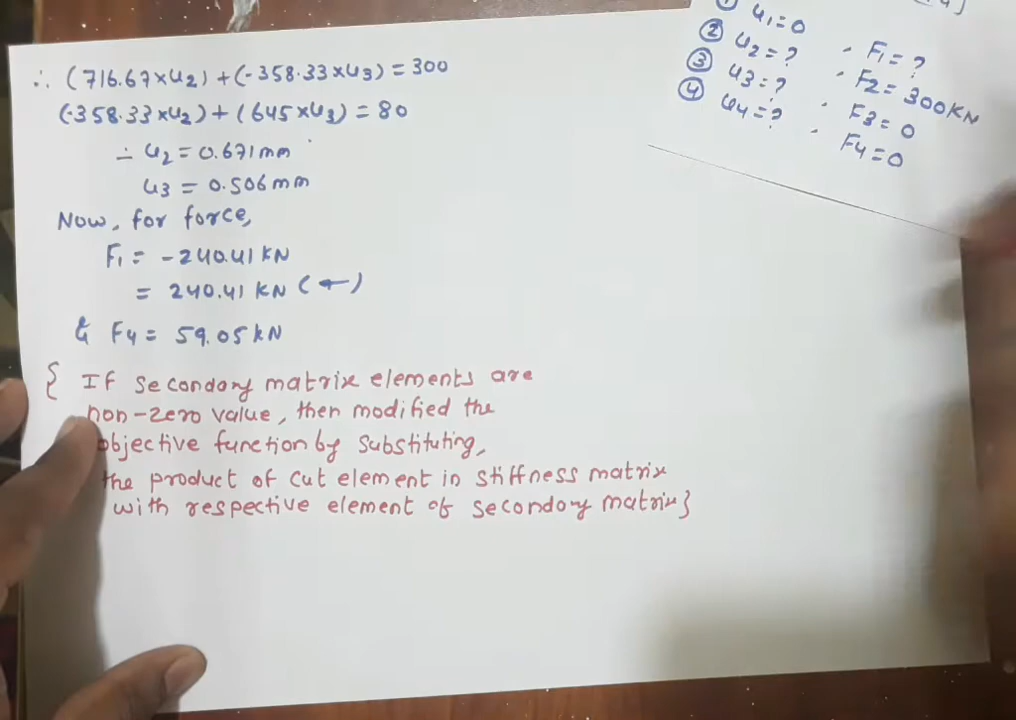 ∴ (716.67×u2) + (-358.33×u3) = 300
(-358.33×u2) + (645×u3) = 80
∴ u2 = 0.671mm
u3 = 0.506mm
Now, for force,
F1 = -240.41 KN
= 240.41 KN (←)
& F4 = 59.05 kN
{ If secondary matrix elements are
non-zero value, then modified the
objective function by substituting,
the product of cut element in stiffness matrix
with respective element of secondary matrix}
① u1=0 , F1=?
② u2=? , F2=300KN
③ u3=? , F3=0
④ u4=? , F4=0